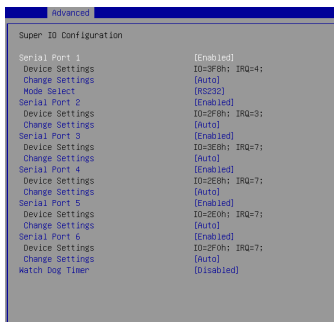 Advanced
Super IO Configuration
Serial Port 1 [Enabled]
Device Settings IO=3F8h; IRQ=4;
Change Settings [Auto]
Mode Select [RS232]
Serial Port 2 [Enabled]
Device Settings IO=2F8h; IRQ=3;
Change Settings [Auto]
Serial Port 3 [Enabled]
Device Settings IO=3E8h; IRQ=7;
Change Settings [Auto]
Serial Port 4 [Enabled]
Device Settings IO=2E8h; IRQ=7;
Change Settings [Auto]
Serial Port 5 [Enabled]
Device Settings IO=2E0h; IRQ=7;
Change Settings [Auto]
Serial Port 6 [Enabled]
Device Settings IO=2F0h; IRQ=7;
Change Settings [Auto]
Watch Dog Timer [Disabled]